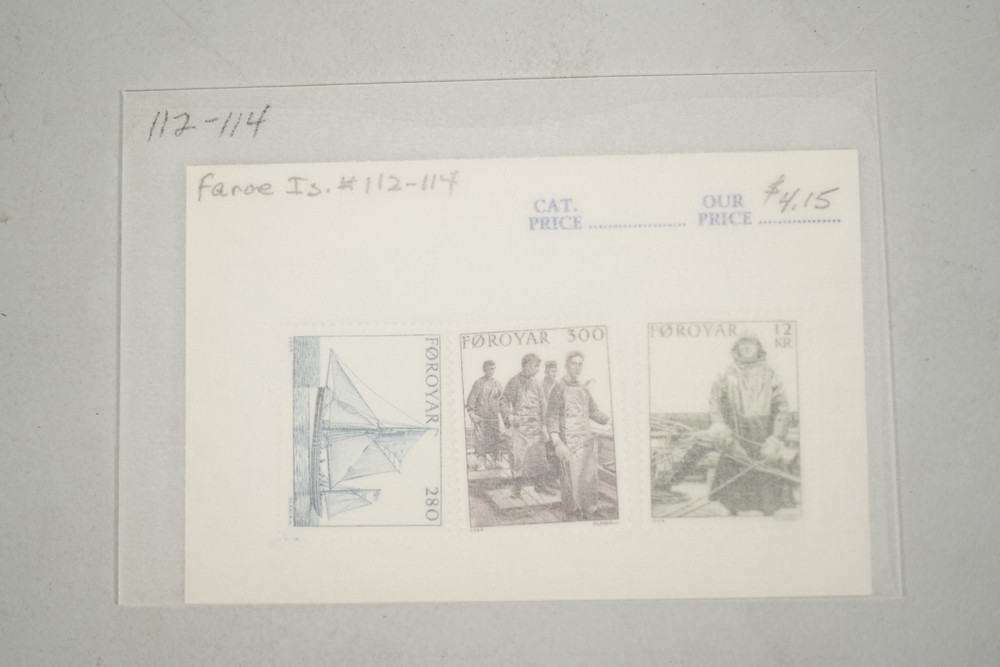 112-114
Faroe Is. #112-114
CAT. PRICE ................ OUR PRICE $4.15
FØROYAR 280
FØROYAR 300
FØROYAR 12 KR